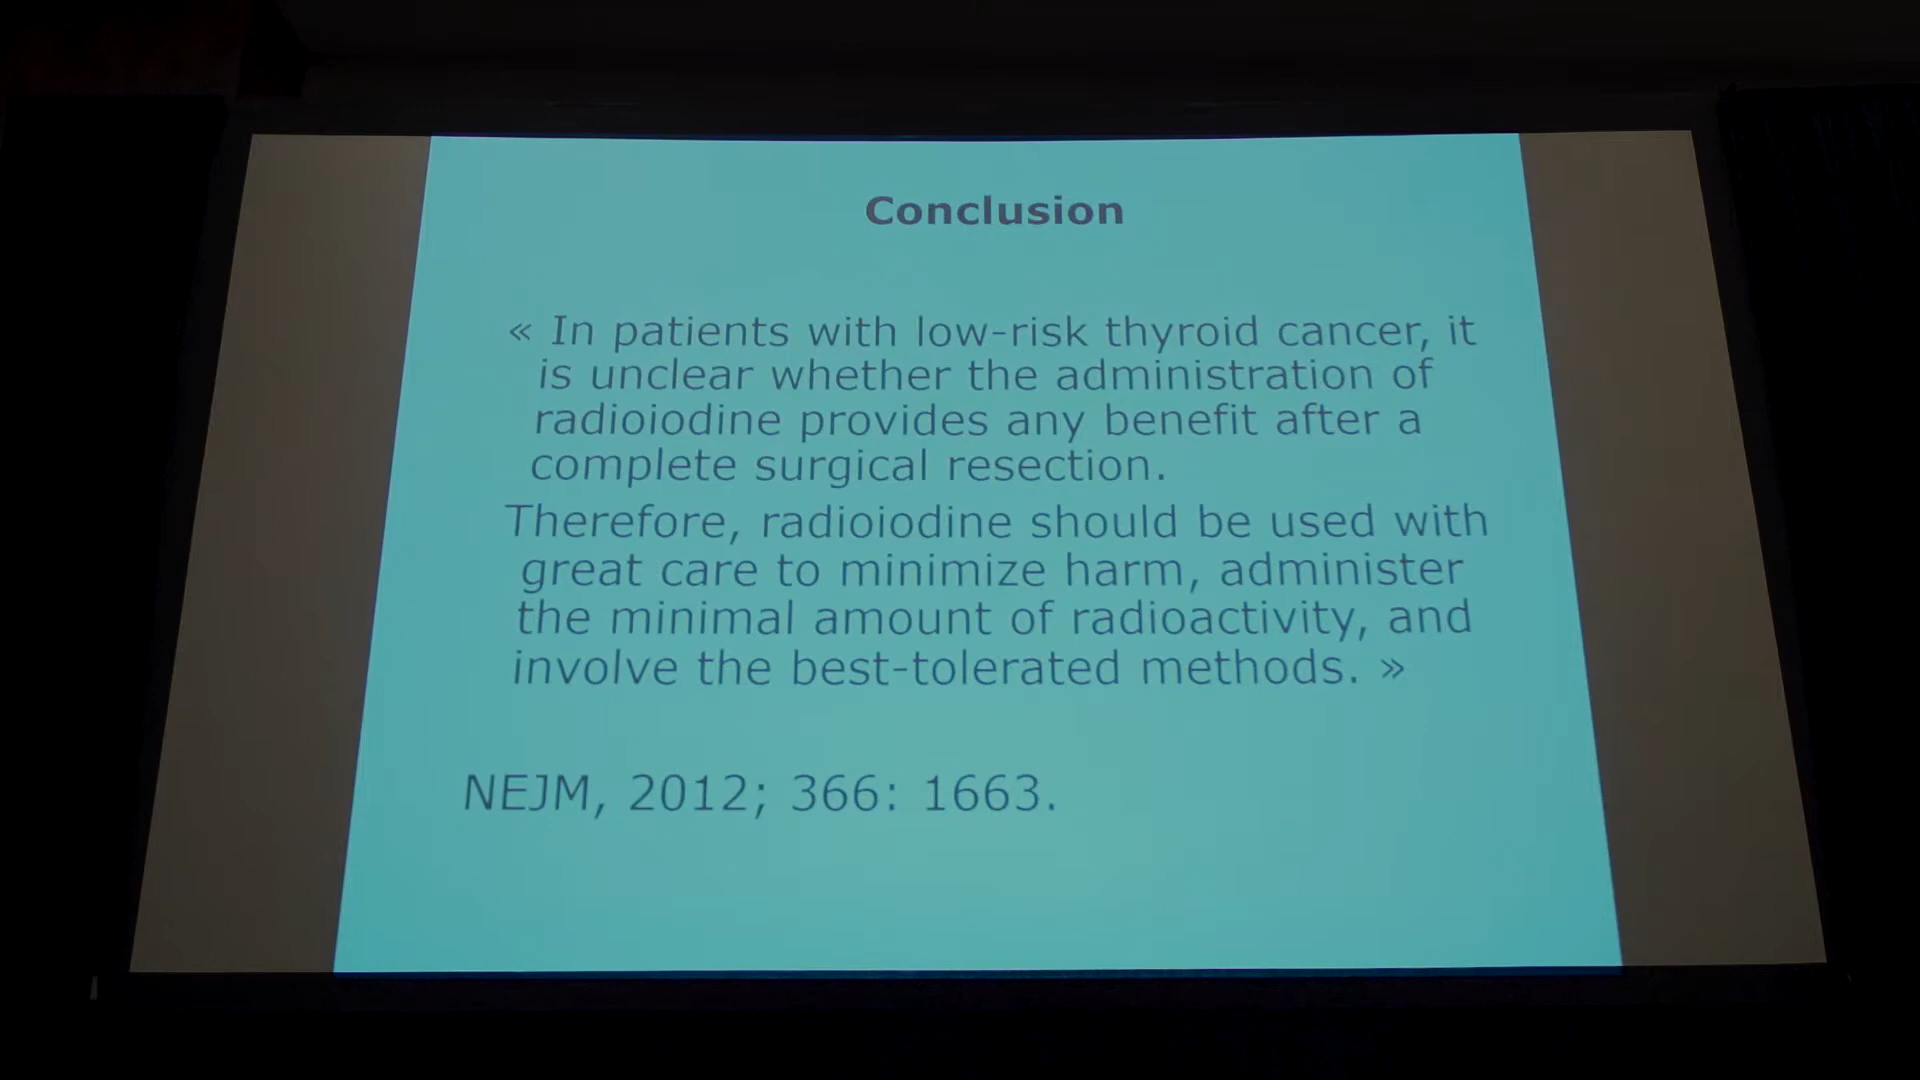 Conclusion
« In patients with low-risk thyroid cancer, it
is unclear whether the administration of
radioiodine provides any benefit after a
complete surgical resection.
Therefore, radioiodine should be used with
great care to minimize harm, administer
the minimal amount of radioactivity, and
involve the best-tolerated methods. »
NEJM, 2012; 366: 1663.